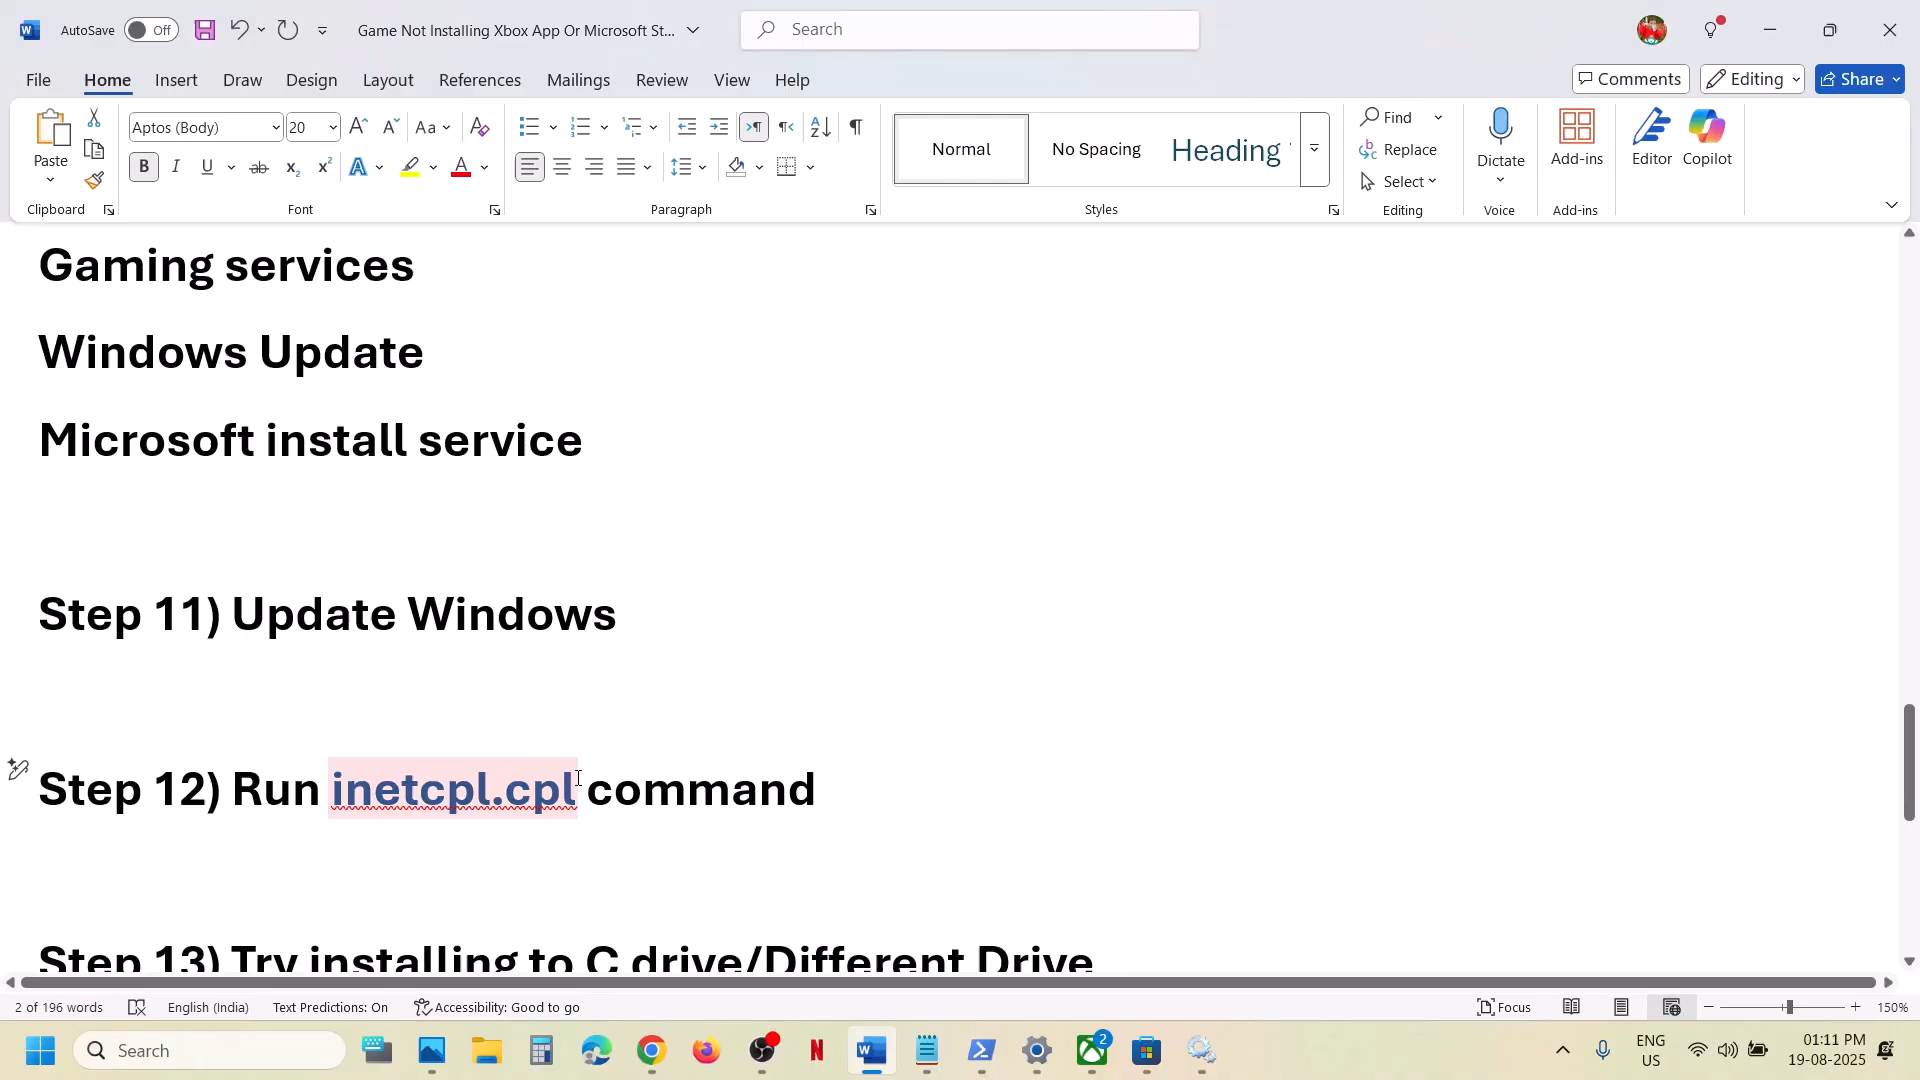 AutoSave Off Game Not Installing Xbox App Or Microsoft St... Search
File Home Insert Draw Design Layout References Mailings Review View Help Comments Editing Share
Paste Aptos (Body) 20 Normal No Spacing Heading Find Replace Select Dictate Add-ins Editor Copilot
Clipboard Font Paragraph Styles Editing Voice Add-ins
Gaming services
Windows Update
Microsoft install service
Step 11) Update Windows
Step 12) Run inetcpl.cpl command
Step 13) Try installing to C drive/Different Drive
2 of 196 words English (India) Text Predictions: On Accessibility: Good to go Focus 150%
Search 2 ENG US 01:11 PM 19-08-2025